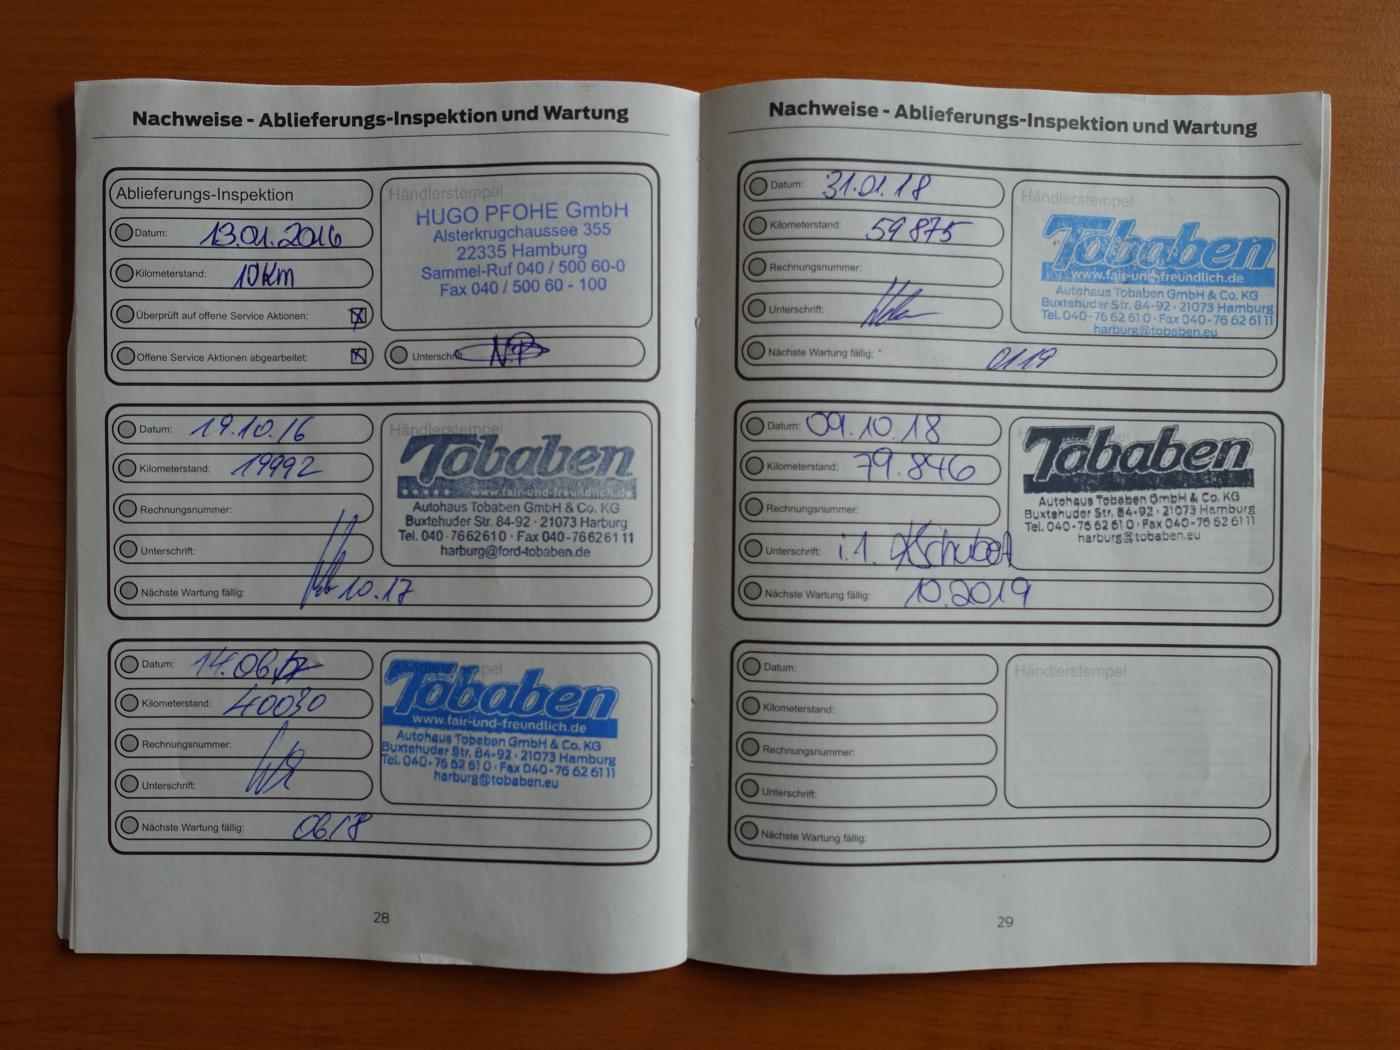 Nachweise - Ablieferungs-Inspektion und Wartung
Ablieferungs-Inspektion
Datum: 13.01.2016
Kilometerstand: 10 Km
Überprüft auf offene Service Aktionen: X
Offene Service Aktionen abgearbeitet: X
Händlerstempel
HUGO PFOHE GmbH
Alsterkrugchaussee 355
22335 Hamburg
Sammel-Ruf 040 / 500 60-0
Fax 040 / 500 60 - 100
Unterschrift:
Datum: 19.10.16
Kilometerstand: 19992
Rechnungsnummer:
Unterschrift:
Nächste Wartung fällig: 10.17
Händlerstempel
Tobaben
www.fair-und-freundlich.de
Autohaus Tobaben GmbH & Co. KG
Buxtehuder Str. 84-92 · 21073 Harburg
Tel. 040 · 7662610 · Fax 040-76626111
harburg@ford-tobaben.de
Datum: 14.06.17
Kilometerstand: 40030
Rechnungsnummer:
Unterschrift:
Nächste Wartung fällig: 06/18
Tobaben
www.fair-und-freundlich.de
Autohaus Tobaben GmbH & Co. KG
Buxtehuder Str. 84-92 · 21073 Hamburg
Tel. 040-76 62 61 0 · Fax 040-76 62 61 11
harburg@tobaben.eu
28
Nachweise - Ablieferungs-Inspektion und Wartung
Datum: 31.01.18
Kilometerstand: 59875
Rechnungsnummer:
Unterschrift:
Nächste Wartung fällig: 01 19
Händlerstempel
Tobaben
www.fair-und-freundlich.de
Autohaus Tobaben GmbH & Co. KG
Buxtehuder Str. 84-92 · 21073 Hamburg
Tel. 040-76 62 61 0 · Fax 040-76 62 61 11
harburg@tobaben.eu
Datum: 09.10.18
Kilometerstand: 79.846
Rechnungsnummer:
Unterschrift:
Nächste Wartung fällig: 10.2019
Tobaben
Autohaus Tobaben GmbH & Co. KG
Buxtehuder Str. 84-92 · 21073 Hamburg
Tel. 040-76 62 61 0 · Fax 040-76 62 61 11
harburg@tobaben.eu
Datum:
Kilometerstand:
Rechnungsnummer:
Unterschrift:
Nächste Wartung fällig:
Händlerstempel
29